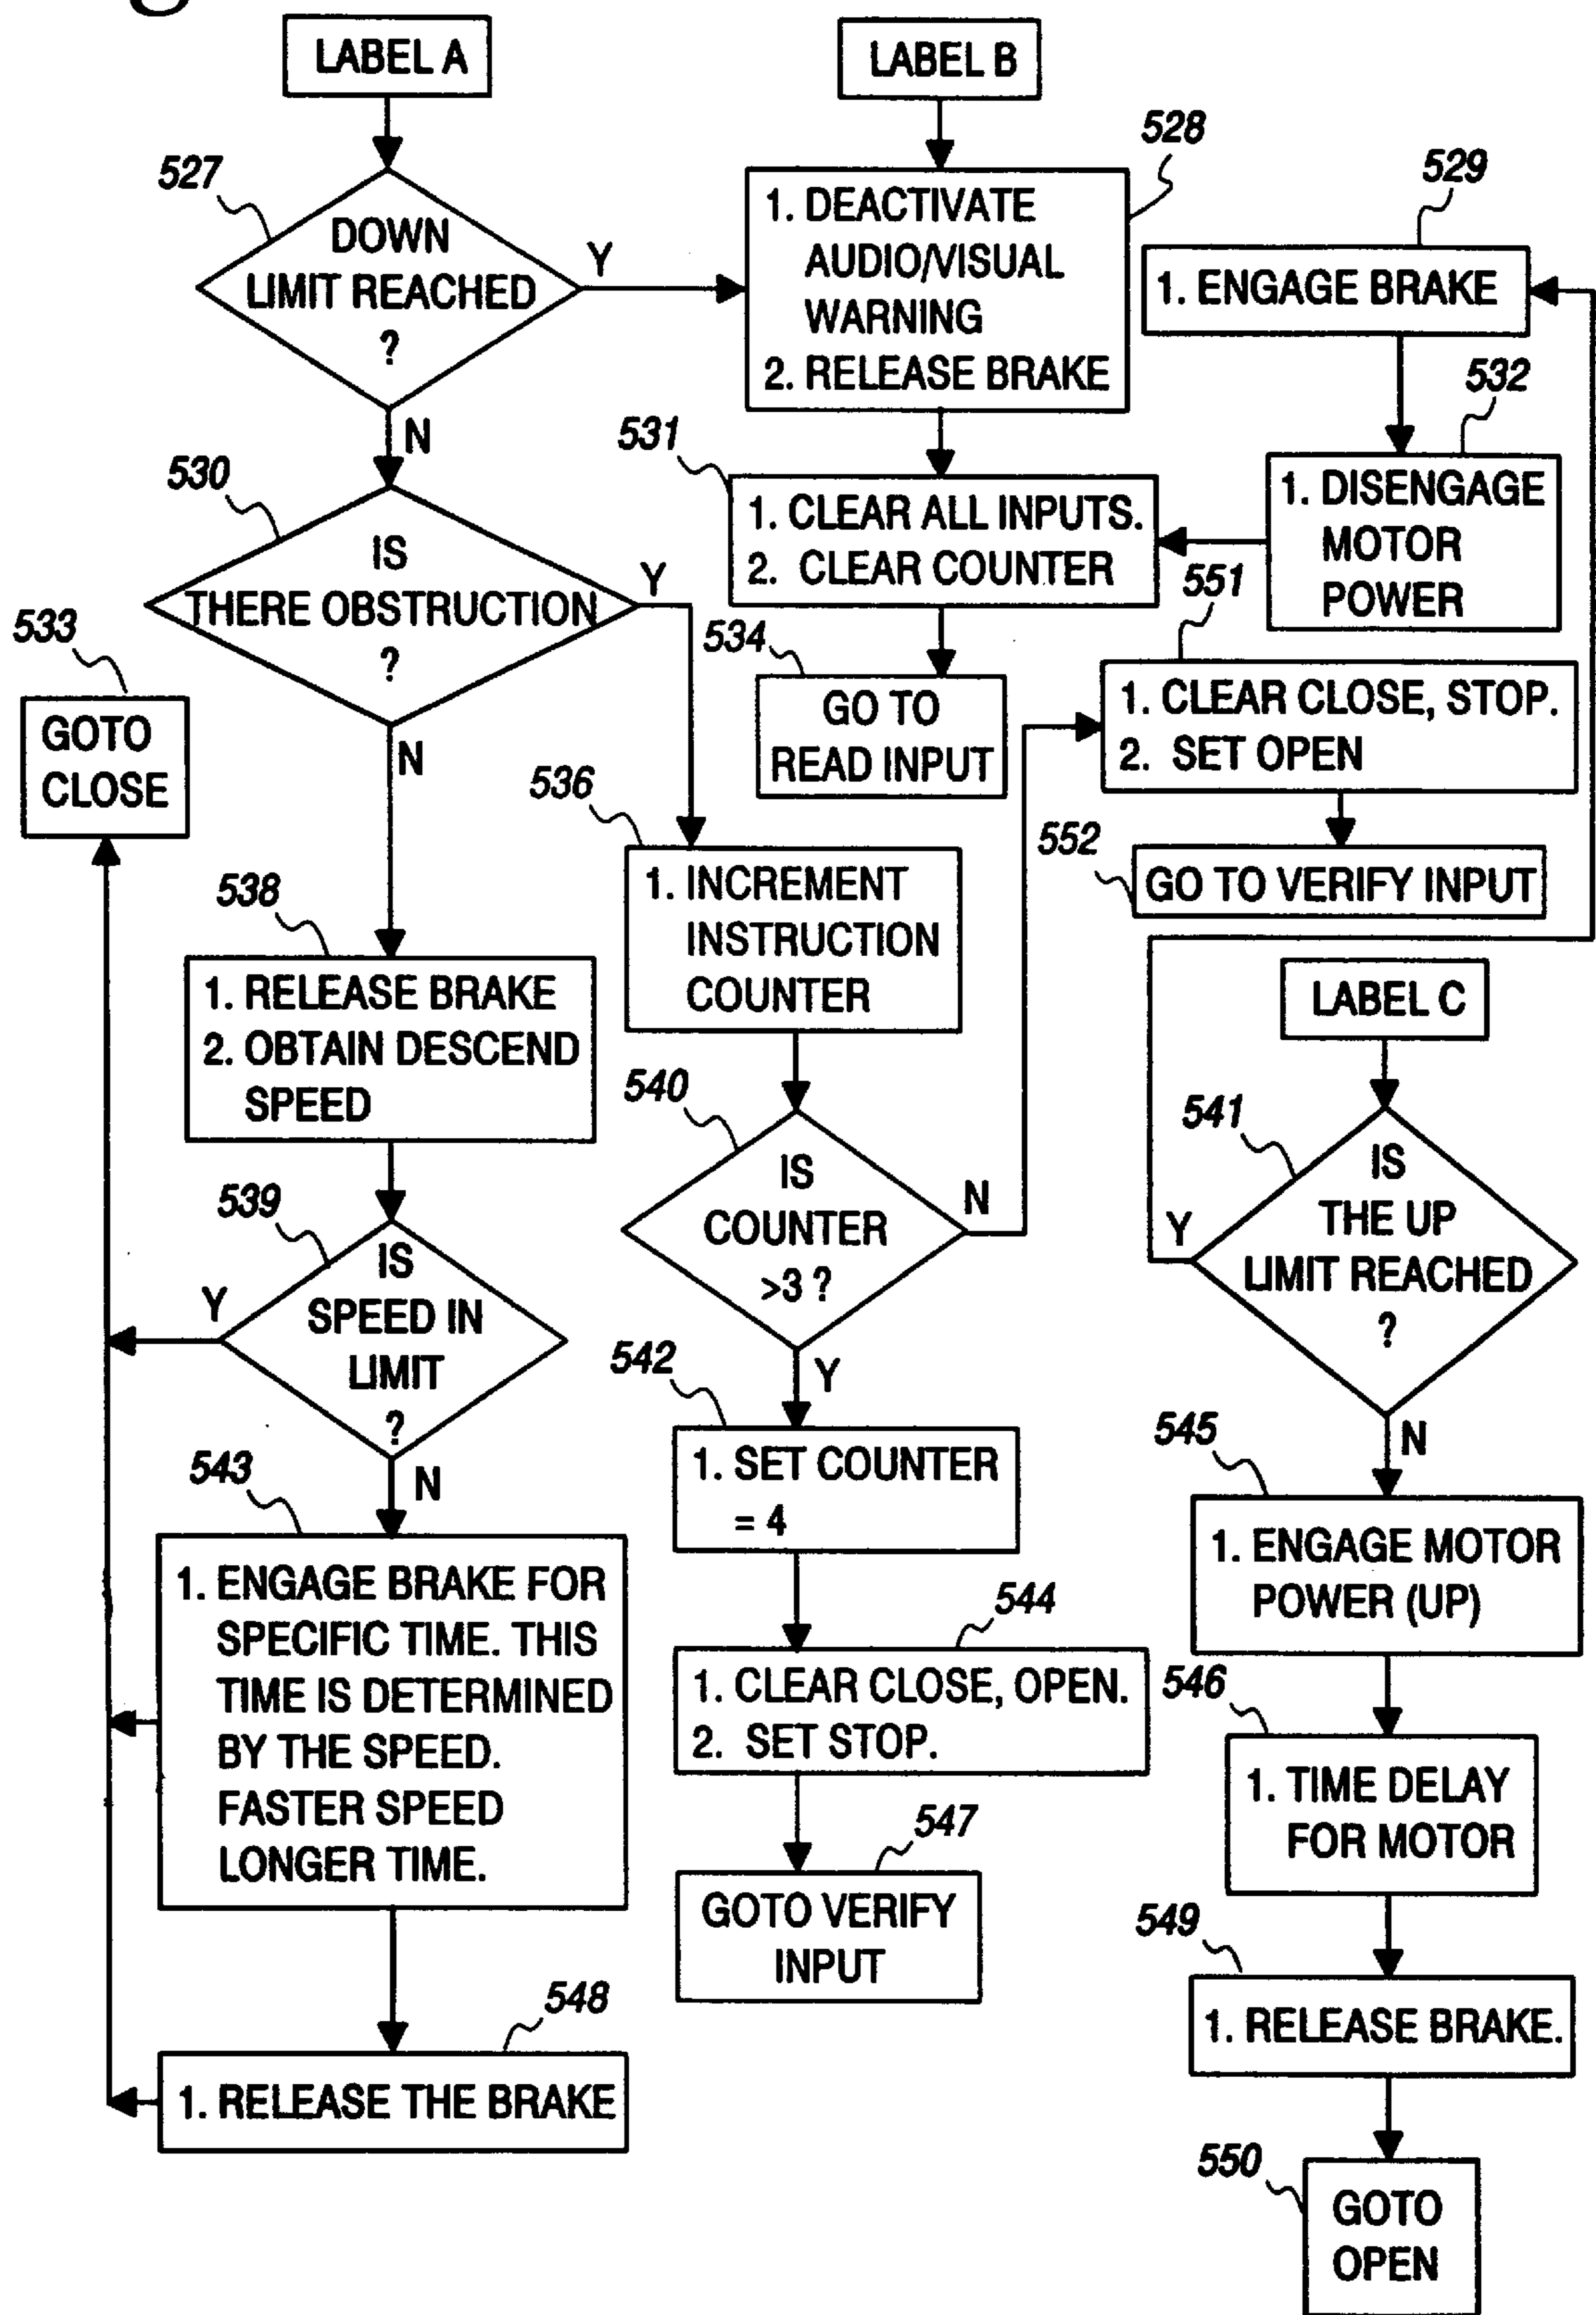 LABEL A
527
DOWN
LIMIT REACHED
?
Y
N
530
IS
THERE OBSTRUCTION
?
Y
N
533
GOTO
CLOSE
538
1. RELEASE BRAKE
2. OBTAIN DESCEND
SPEED
539
IS
SPEED IN
LIMIT
?
Y
N
543
1. ENGAGE BRAKE FOR
SPECIFIC TIME. THIS
TIME IS DETERMINED
BY THE SPEED.
FASTER SPEED
LONGER TIME.
548
1. RELEASE THE BRAKE
LABEL B
528
1. DEACTIVATE
AUDIO/VISUAL
WARNING
2. RELEASE BRAKE
531
1. CLEAR ALL INPUTS.
2. CLEAR COUNTER
534
GO TO
READ INPUT
536
1. INCREMENT
INSTRUCTION
COUNTER
540
IS
COUNTER
>3 ?
N
Y
542
1. SET COUNTER
= 4
544
1. CLEAR CLOSE, OPEN.
2. SET STOP.
547
GOTO VERIFY
INPUT
529
1. ENGAGE BRAKE
532
1. DISENGAGE
MOTOR
POWER
551
1. CLEAR CLOSE, STOP.
2. SET OPEN
552
GO TO VERIFY INPUT
LABEL C
541
IS
THE UP
LIMIT REACHED
?
Y
N
545
1. ENGAGE MOTOR
POWER (UP)
546
1. TIME DELAY
FOR MOTOR
549
1. RELEASE BRAKE.
550
GOTO
OPEN